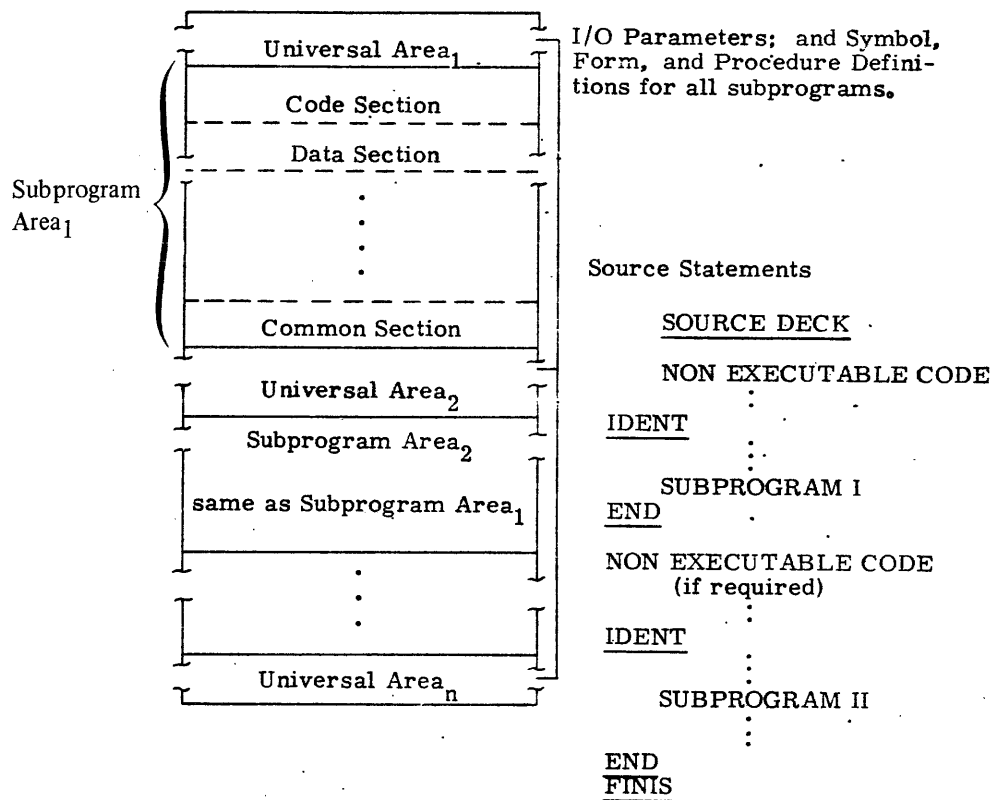 Universal Area1
I/O Parameters; and Symbol,
Form, and Procedure Defini-
tions for all subprograms.
Code Section
Data Section
Subprogram
Area1
Common Section
Universal Area2
Subprogram Area2
same as Subprogram Area1
Universal Arean
Source Statements
SOURCE DECK
NON EXECUTABLE CODE
IDENT
SUBPROGRAM I
END
NON EXECUTABLE CODE
(if required)
IDENT
SUBPROGRAM II
END
FINIS